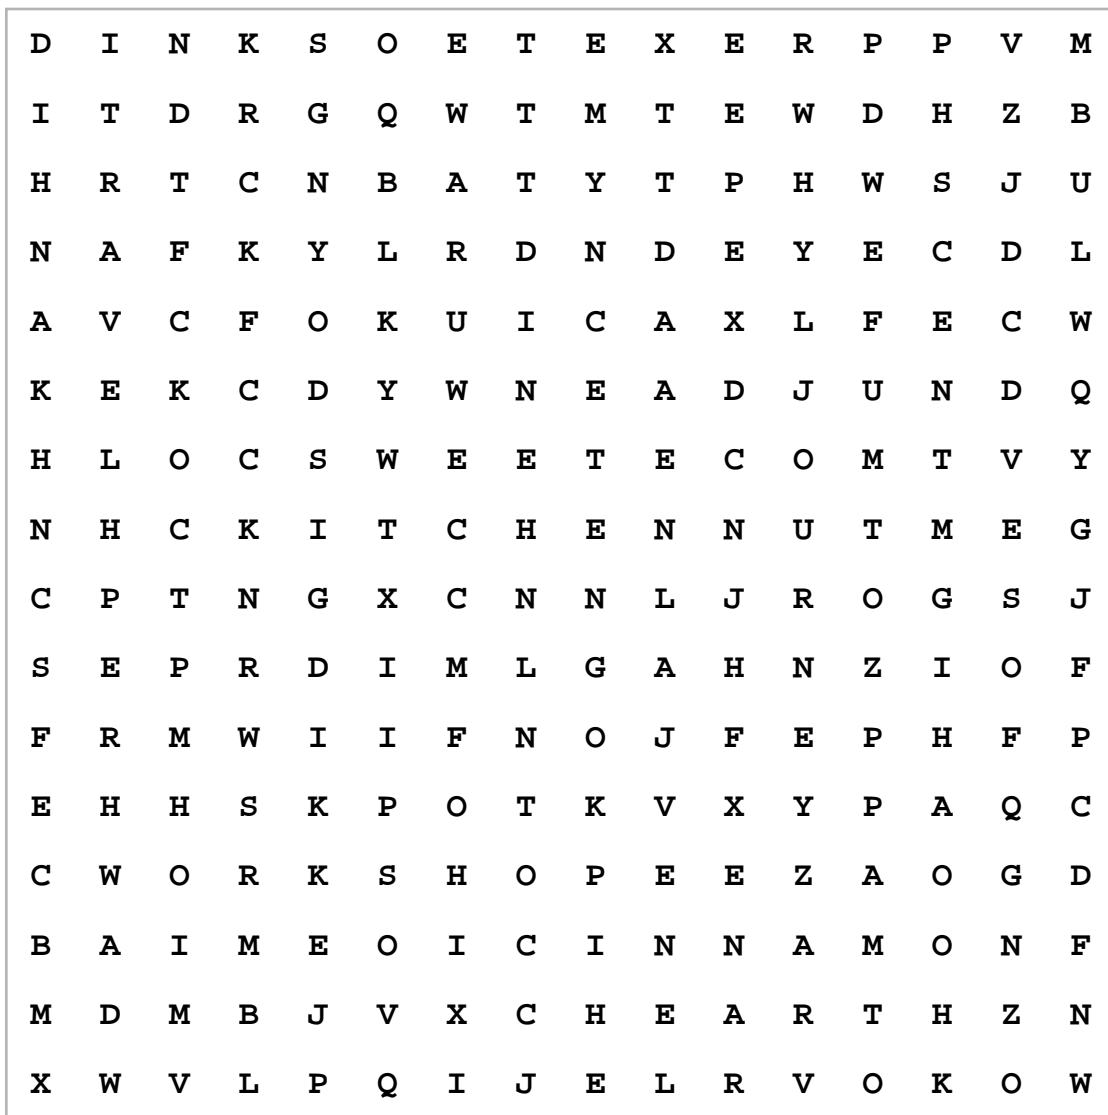 D I N K S O E T E X E R P P V M
I T D R G Q W T M T E W D H Z B
H R T C N B A T Y T P H W S J U
N A F K Y L R D N D E Y E C D L
A V C F O K U I C A X L F E C W
K E K C D Y W N E A D J U N D Q
H L O C S W E E T E C O M T V Y
N H C K I T C H E N N U T M E G
C P T N G X C N N L J R O G S J
S E P R D I M L G A H N Z I O F
F R M W I I F N O J F E P H F P
E H H S K P O T K V X Y P A Q C
C W O R K S H O P E E Z A O G D
B A I M E O I C I N N A M O N F
M D M B J V X C H E A R T H Z N
X W V L P Q I J E L R V O K O W